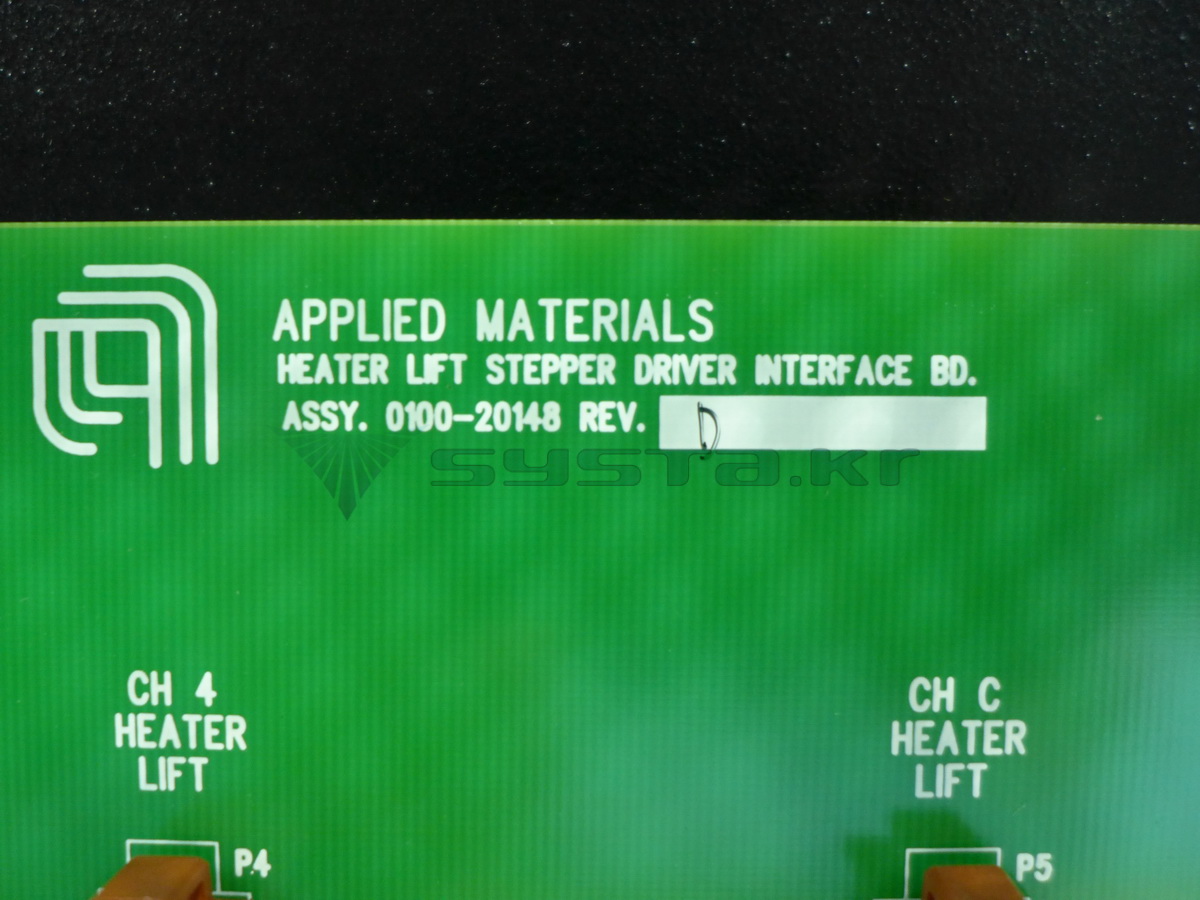 APPLIED MATERIALS
HEATER LIFT STEPPER DRIVER INTERFACE BD.
ASSY. 0100-20148 REV. D
systa.kr
CH 4
HEATER
LIFT
CH C
HEATER
LIFT
P4
P5